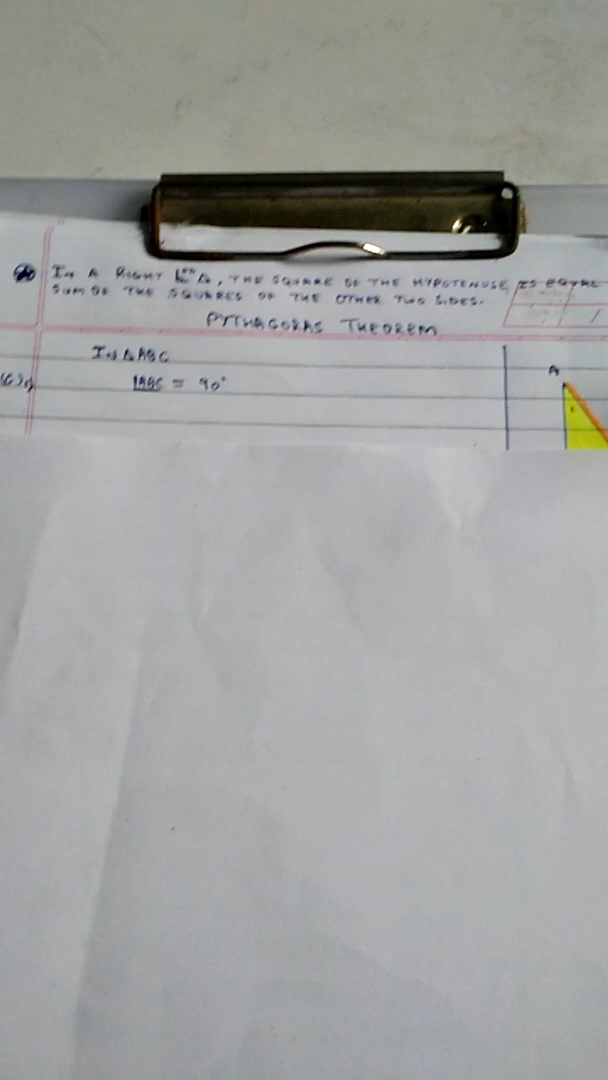 IN A RIGHT L̲ᵉᵈ Δ, THE SQUARE OF THE HYPOTENUSE, IS EQUAL
SUM OF THE SQUARES OF THE OTHER TWO SIDES.
PYTHAGORAS THEOREM
IN Δ ABC
A
∠ABC = 90°